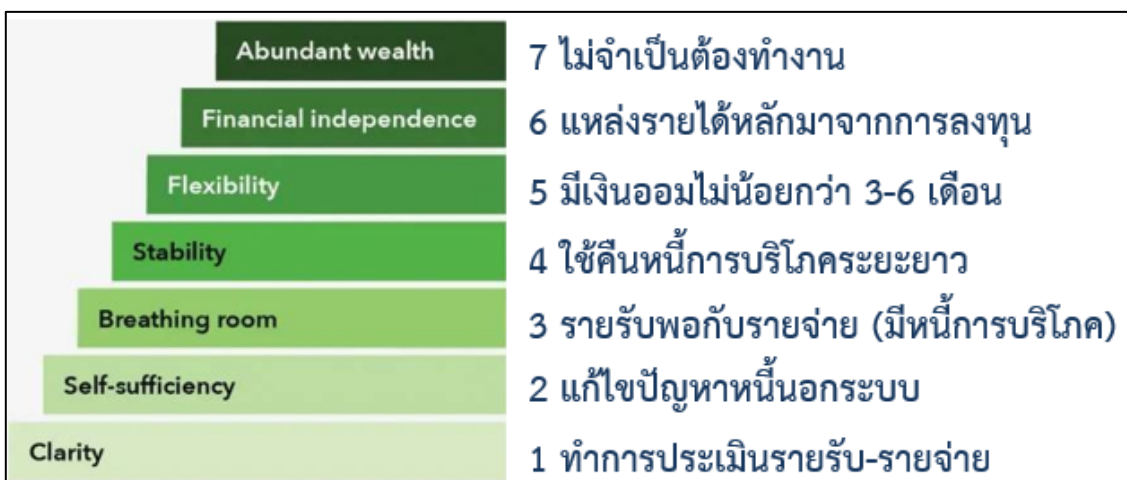 Abundant wealth 7 ไม่จำเป็นต้องทำงาน
Financial independence 6 แหล่งรายได้หลักมาจากการลงทุน
Flexibility 5 มีเงินออมไม่น้อยกว่า 3-6 เดือน
Stability 4 ใช้คืนหนี้การบริโภคระยะยาว
Breathing room 3 รายรับพอกับรายจ่าย (มีหนี้การบริโภค)
Self-sufficiency 2 แก้ไขปัญหาหนี้นอกระบบ
Clarity 1 ทำการประเมินรายรับ-รายจ่าย